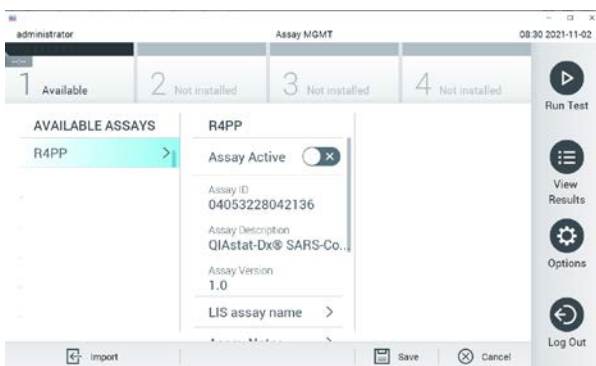 administrator Assay MGMT 08:30 2021-11-02
1 Available 2 Not installed 3 Not installed 4 Not installed
Run Test
AVAILABLE ASSAYS R4PP
R4PP Assay Active
View
Results
Assay ID
04053228042136
Assay Description
QIAstat-Dx® SARS-Co...
Options
Assay Version
1.0
LIS assay name
Import Save Cancel Log Out